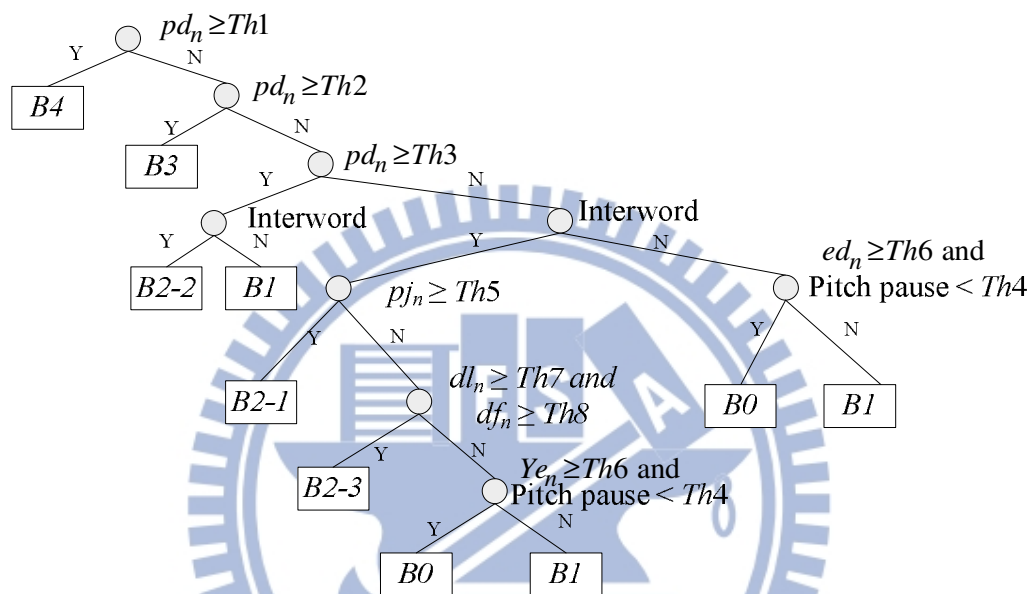 pdₙ ≥Th1
Y N
B4
pdₙ ≥Th2
Y N
B3
pdₙ ≥Th3
Y N
Interword
Interword
Y N
Y N
B2-2 B1
pjₙ ≥ Th5
edₙ ≥Th6 and
Pitch pause < Th4
Y N
Y N
B2-1
dlₙ ≥ Th7 and
dfₙ ≥ Th8
B0 B1
Y N
B2-3
Yeₙ ≥Th6 and
Pitch pause < Th4
Y N
B0 B1
ES A